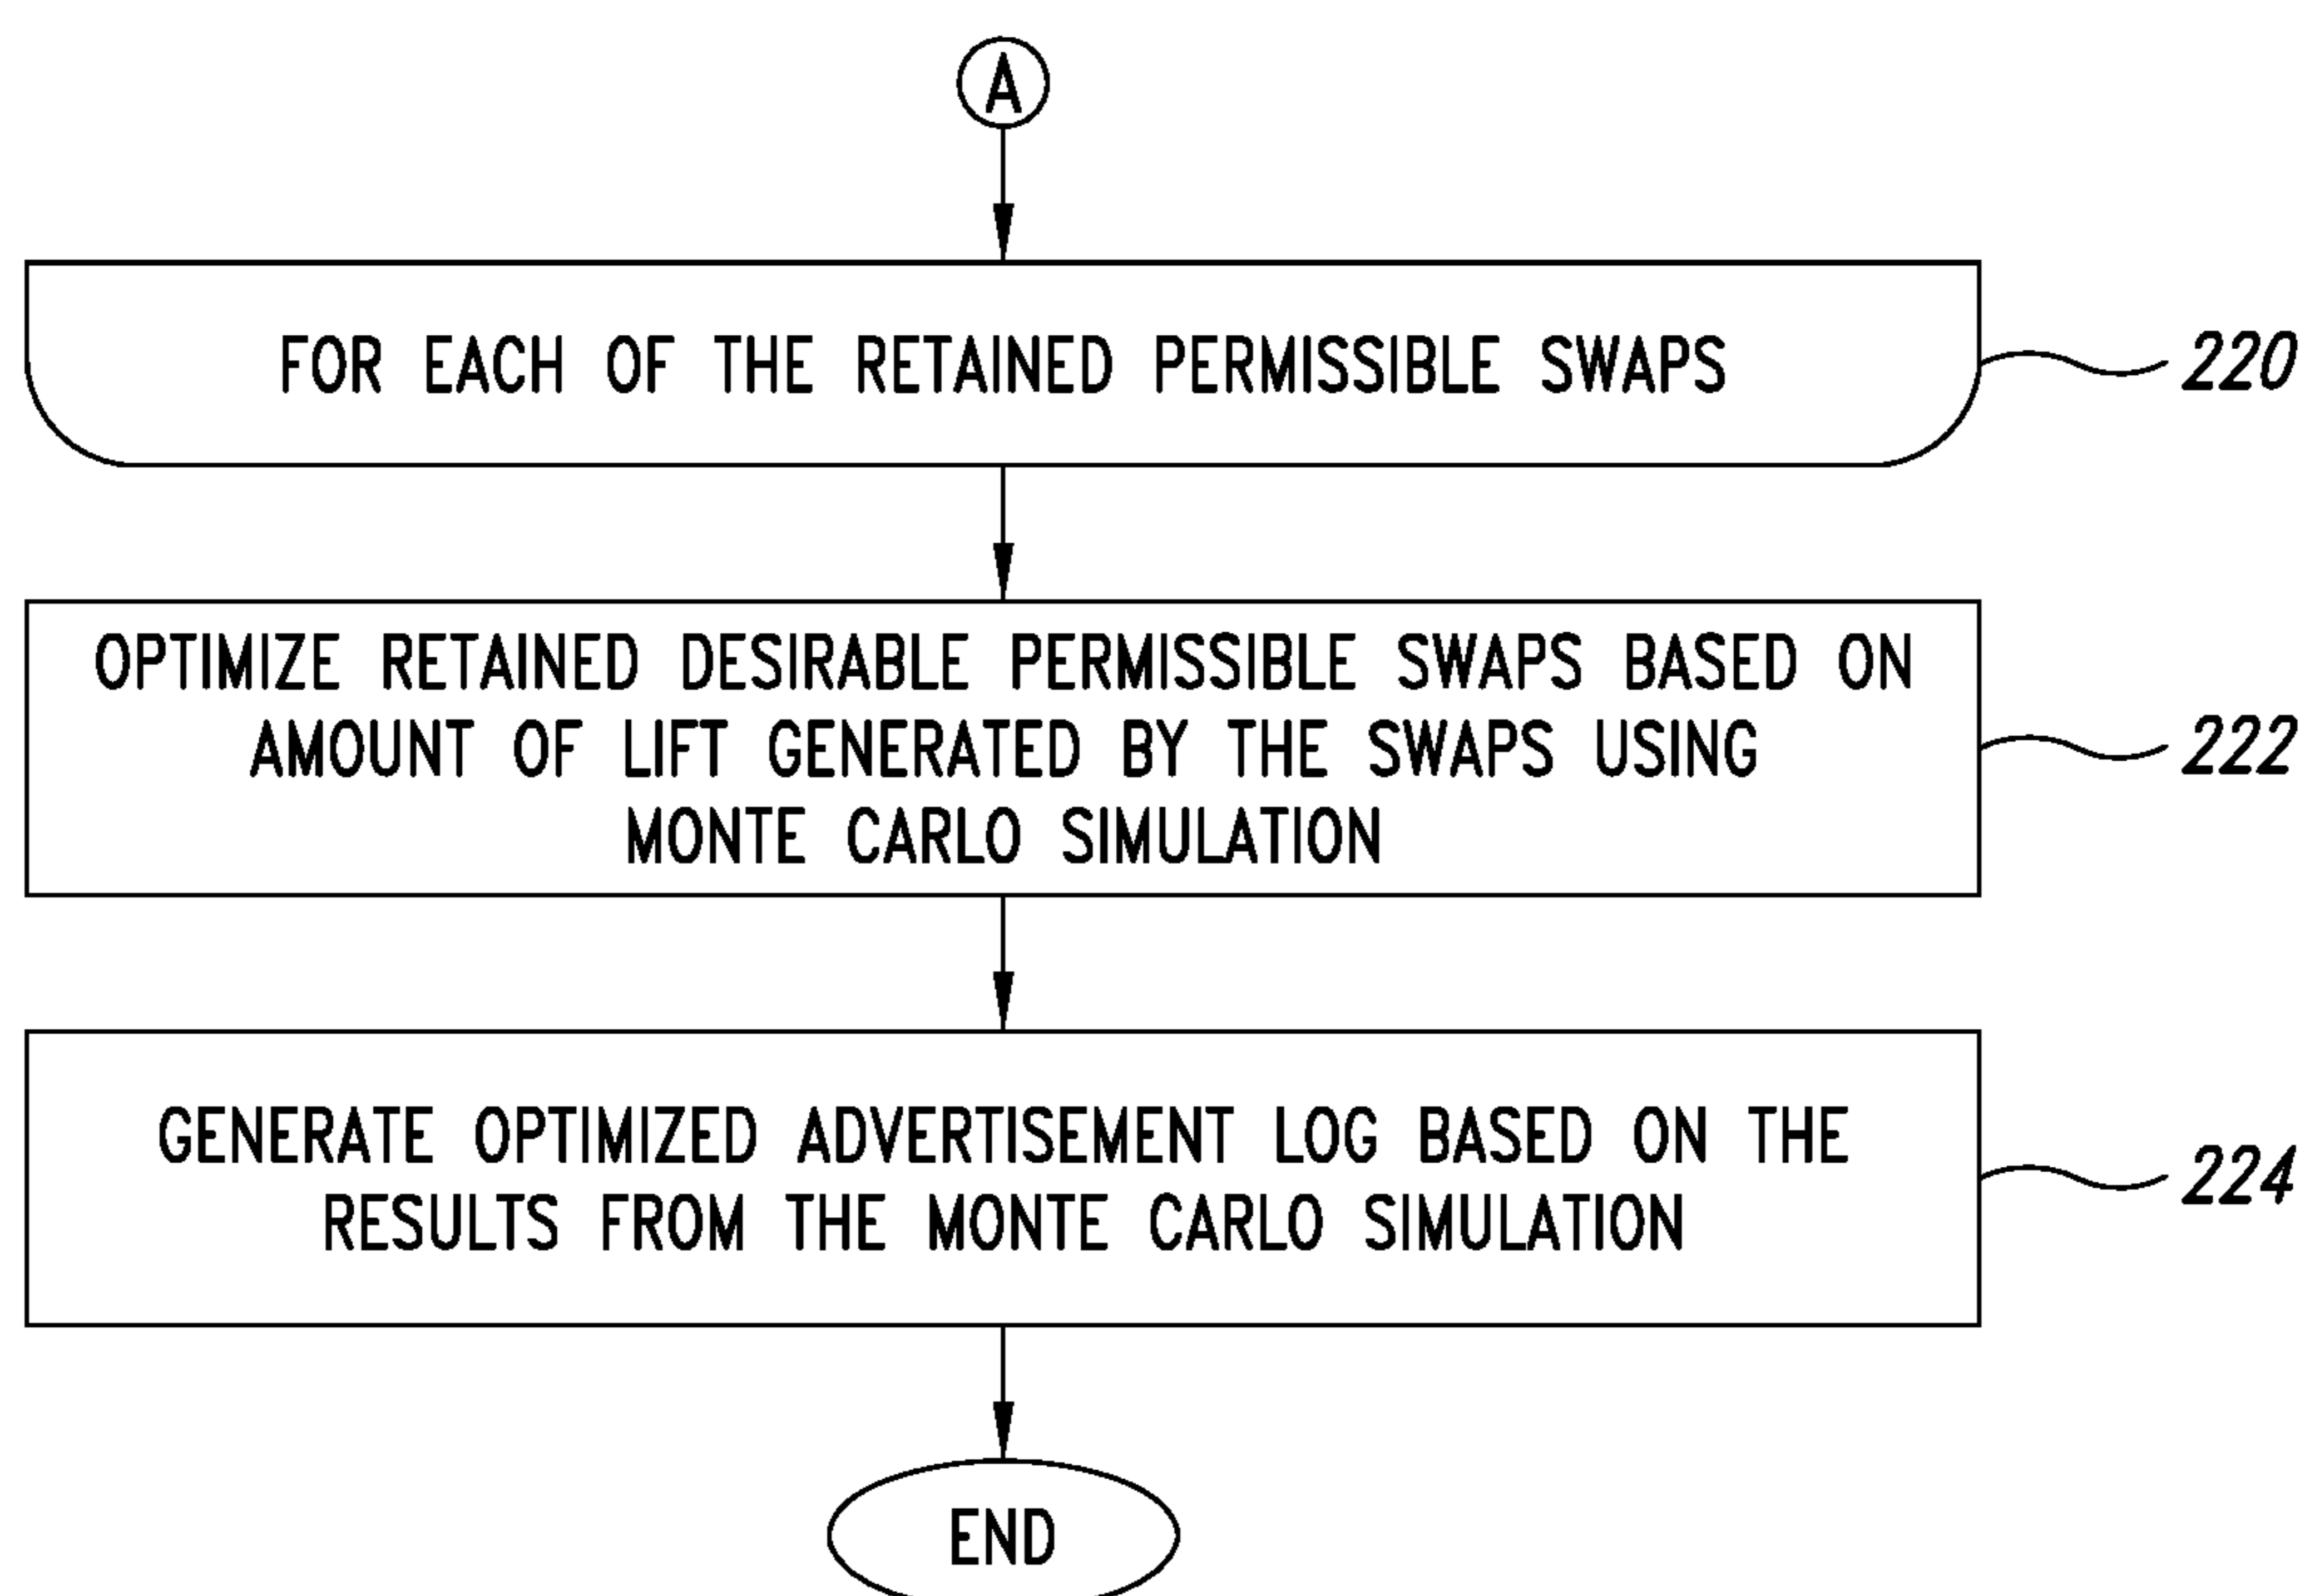 A
FOR EACH OF THE RETAINED PERMISSIBLE SWAPS
220
OPTIMIZE RETAINED DESIRABLE PERMISSIBLE SWAPS BASED ON
AMOUNT OF LIFT GENERATED BY THE SWAPS USING
MONTE CARLO SIMULATION
222
GENERATE OPTIMIZED ADVERTISEMENT LOG BASED ON THE
RESULTS FROM THE MONTE CARLO SIMULATION
224
END